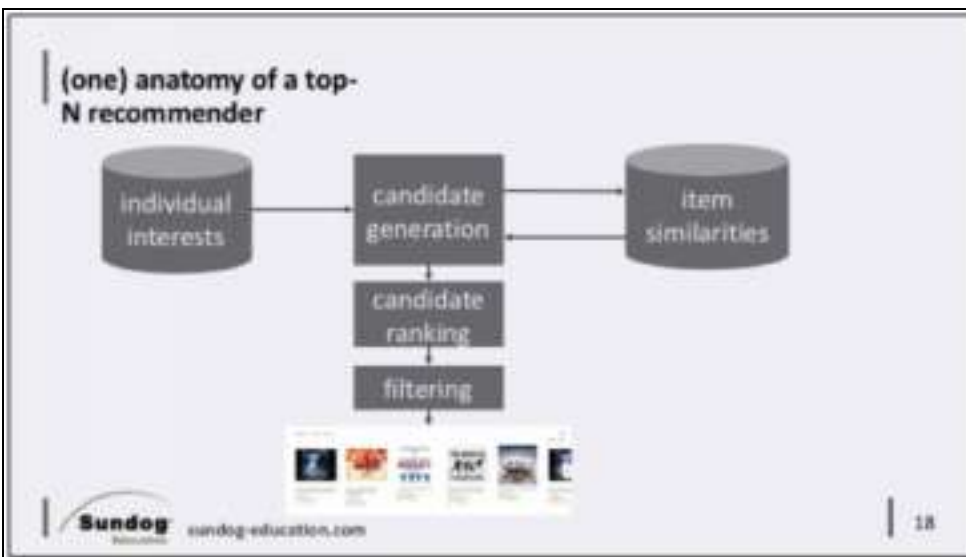 (one) anatomy of a top-
N recommender
individual
interests
candidate
generation
item
similarities
candidate
ranking
filtering
Sundog
Education
sundog-education.com
18